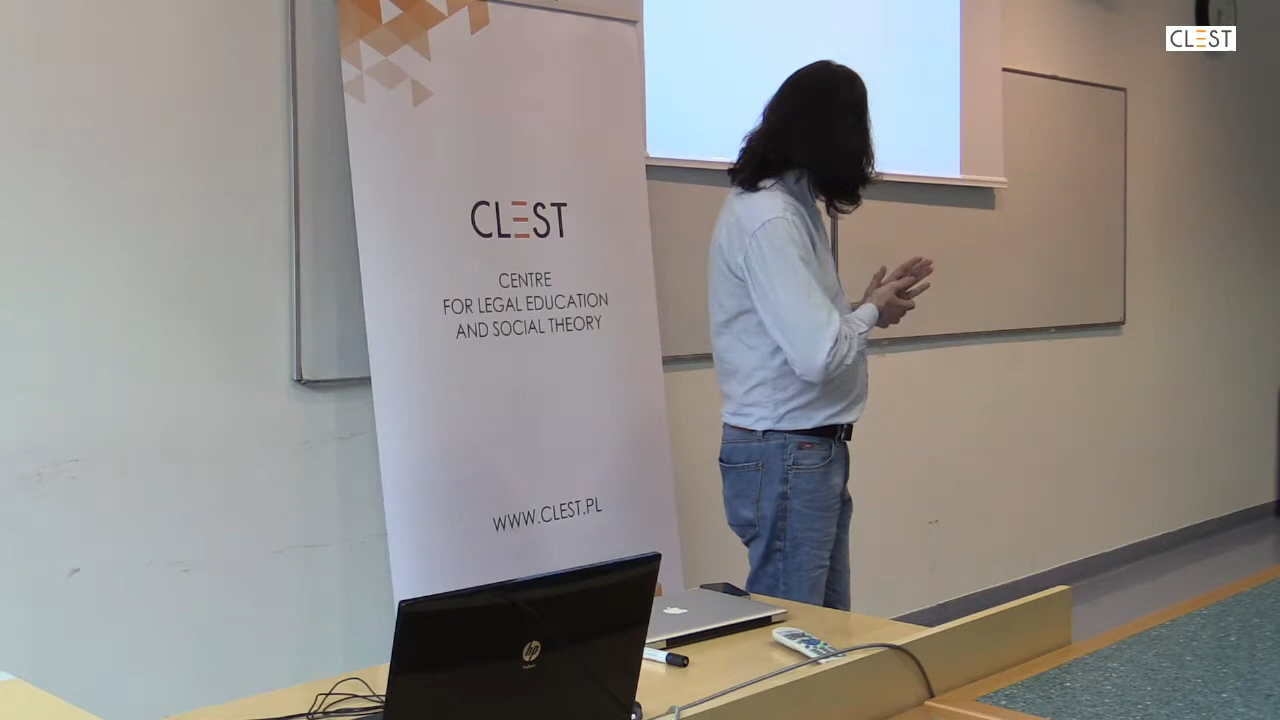 CLEST
CLEST
CENTRE
FOR LEGAL EDUCATION
AND SOCIAL THEORY
WWW.CLEST.PL
hp